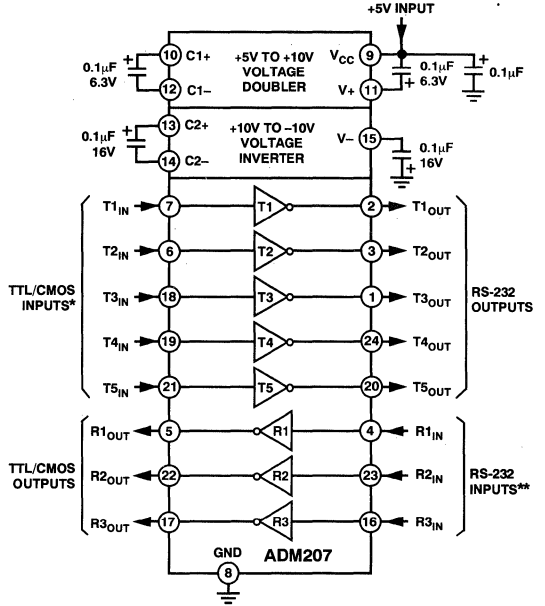 +5V INPUT
0.1µF
6.3V
+
10
C1+
12
C1–
+5V TO +10V
VOLTAGE
DOUBLER
VCC
9
V+
11
+
0.1µF
6.3V
+
0.1µF
0.1µF
16V
+
13
C2+
14
C2–
+10V TO –10V
VOLTAGE
INVERTER
V–
15
0.1µF
16V
+
TTL/CMOS
INPUTS*
T1IN 7 T1 2 T1OUT
T2IN 6 T2 3 T2OUT
T3IN 18 T3 1 T3OUT
T4IN 19 T4 24 T4OUT
T5IN 21 T5 20 T5OUT
RS-232
OUTPUTS
TTL/CMOS
OUTPUTS
R1OUT 5 R1 4 R1IN
R2OUT 22 R2 23 R2IN
R3OUT 17 R3 16 R3IN
RS-232
INPUTS**
GND
8
ADM207